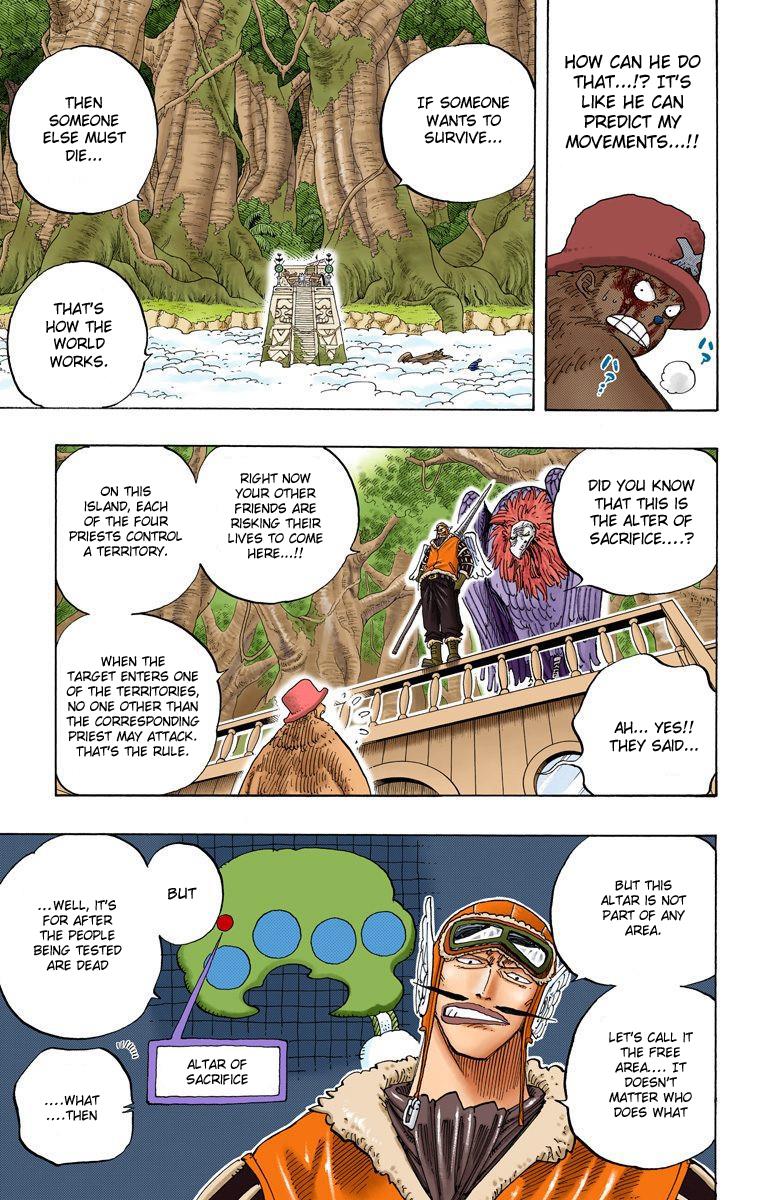 HOW CAN HE DO
THAT...!? IT'S
LIKE HE CAN
PREDICT MY
MOVEMENTS...!!
ハァ
ハァ
IF SOMEONE
WANTS TO
SURVIVE...
THEN
SOMEONE
ELSE MUST
DIE...
THAT'S
HOW THE
WORLD
WORKS.
DID YOU KNOW
THAT THIS IS
THE ALTER OF
SACRIFICE....?
RIGHT NOW
YOUR OTHER
FRIENDS ARE
RISKING THEIR
LIVES TO COME
HERE...!!
ON THIS
ISLAND, EACH
OF THE FOUR
PRIESTS CONTROL
A TERRITORY.
WHEN THE
TARGET ENTERS ONE
OF THE TERRITORIES,
NO ONE OTHER THAN
THE CORRESPONDING
PRIEST MAY ATTACK.
THAT'S THE RULE.
AH... YES!!
THEY SAID...
BUT THIS
ALTAR IS NOT
PART OF ANY
AREA.
LET'S CALL IT
THE FREE
AREA.... IT
DOESN'T
MATTER WHO
DOES WHAT
BUT
...WELL, IT'S
FOR AFTER
THE PEOPLE
BEING TESTED
ARE DEAD
ALTAR OF
SACRIFICE
....WHAT
....THEN